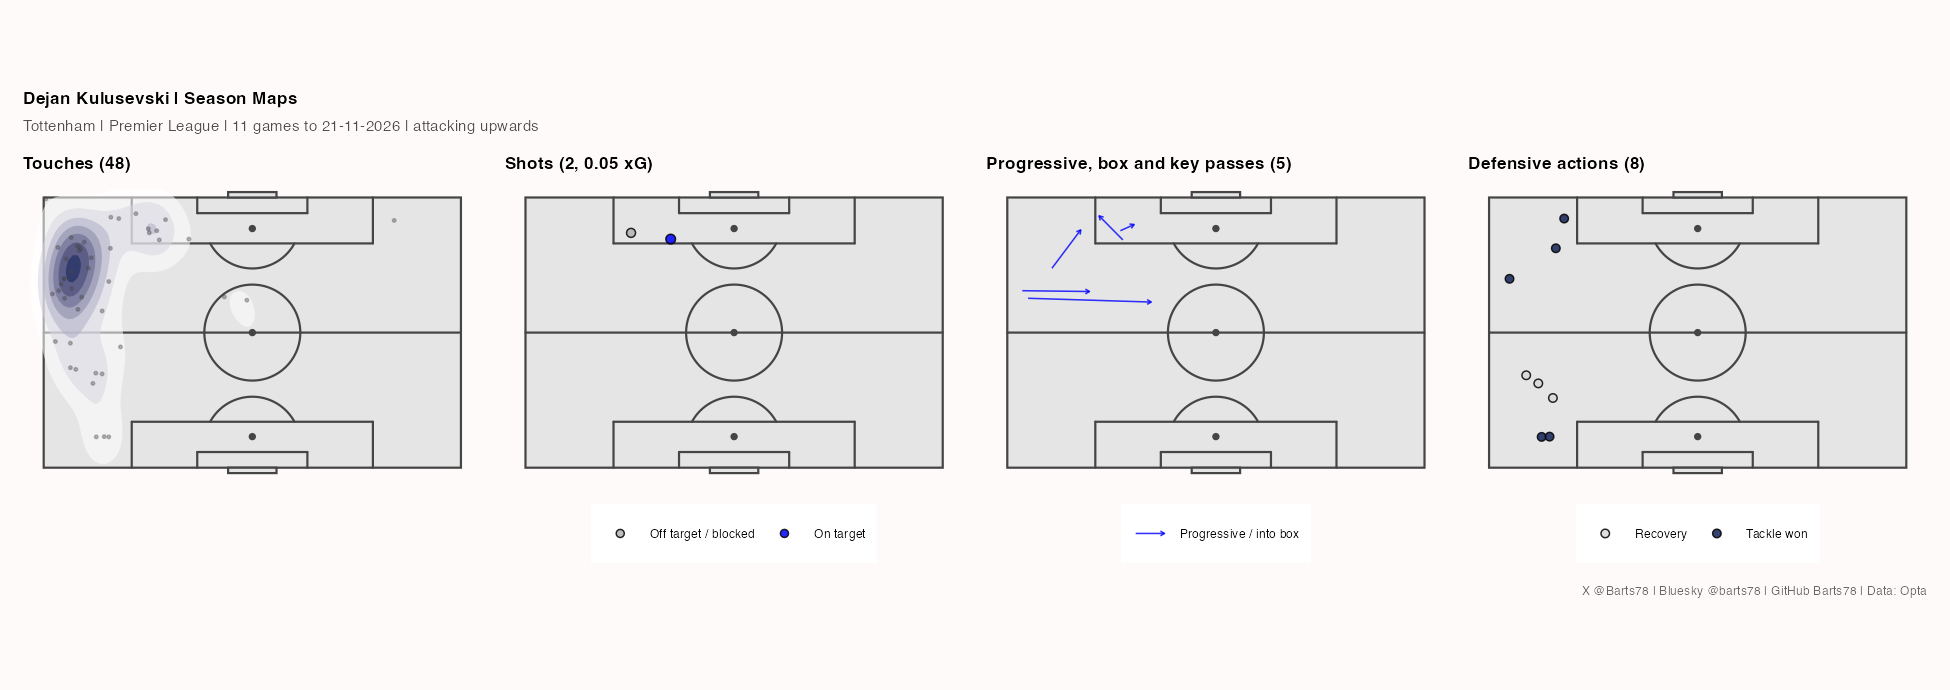 Dejan Kulusevski | Season Maps
Tottenham | Premier League | 11 games to 21-11-2026 | attacking upwards
Touches (48)
Shots (2, 0.05 xG)
Progressive, box and key passes (5)
Defensive actions (8)
Off target / blocked
On target
Progressive / into box
Recovery
Tackle won
X @Barts78 | Bluesky @barts78 | GitHub Barts78 | Data: Opta